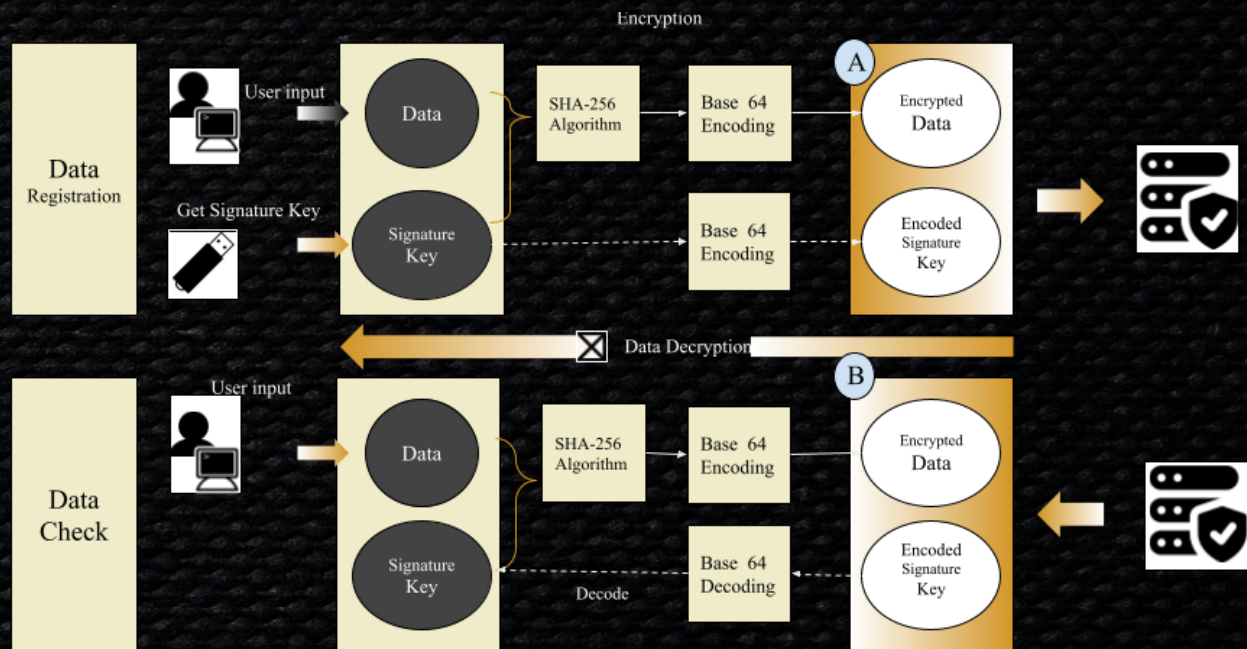 Encryption
Data
Registration
User input
Get Signature Key
Data
Signature
Key
SHA-256
Algorithm
Base 64
Encoding
Base 64
Encoding
A
Encrypted
Data
Encoded
Signature
Key
Data Decryption
Data
Check
User input
Data
Signature
Key
SHA-256
Algorithm
Base 64
Encoding
Decode
Base 64
Decoding
B
Encrypted
Data
Encoded
Signature
Key